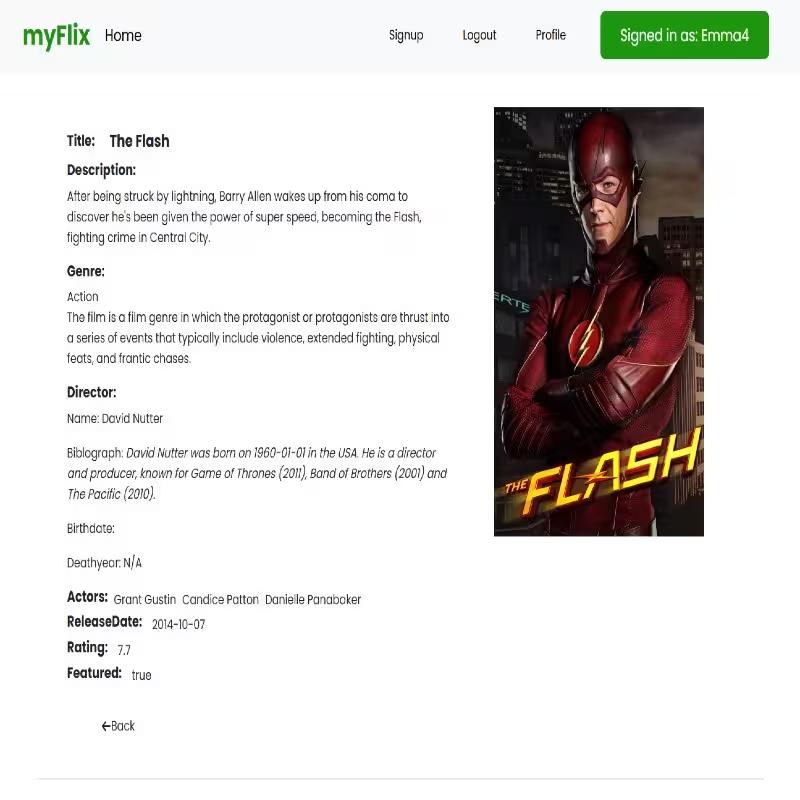 myFlix Home Signup Logout Profile Signed in as: Emma4
Title: The Flash
Description:
After being struck by lightning, Barry Allen wakes up from his coma to
discover he's been given the power of super speed, becoming the Flash,
fighting crime in Central City.
Genre:
Action
The film is a film genre in which the protagonist or protagonists are thrust into
a series of events that typically include violence, extended fighting, physical
feats, and frantic chases.
Director:
Name: David Nutter
Biblograph: David Nutter was born on 1960-01-01 in the USA. He is a director
and producer, known for Game of Thrones (2011), Band of Brothers (2001) and
The Pacific (2010).
Birthdate:
Deathyear: N/A
Actors: Grant Gustin Candice Patton Danielle Panabaker
ReleaseDate: 2014-10-07
Rating: 7.7
Featured: true
←Back
ERTE
THE FLASH